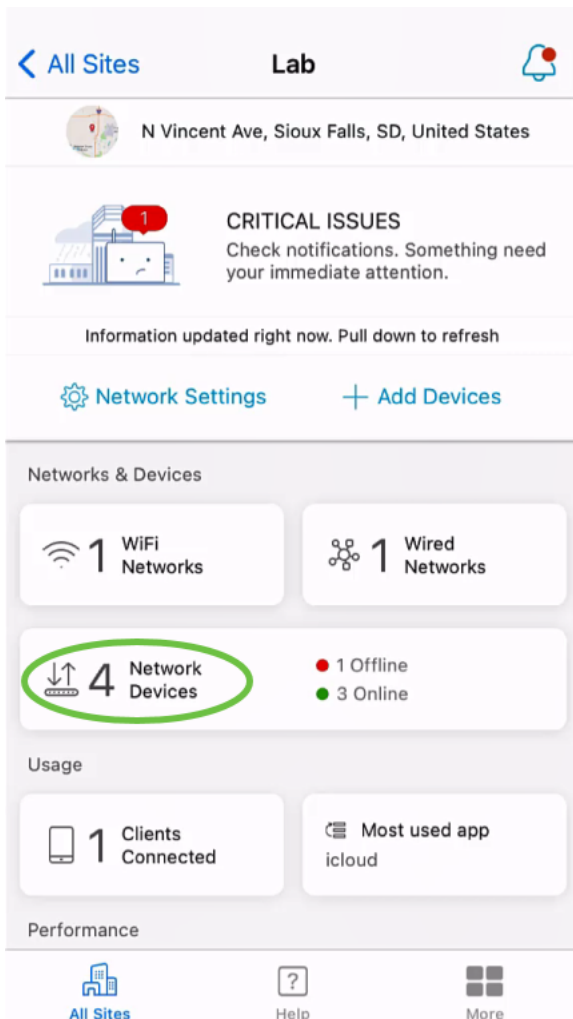 All Sites
Lab
N Vincent Ave, Sioux Falls, SD, United States
1
CRITICAL ISSUES
Check notifications. Something need
your immediate attention.
Information updated right now. Pull down to refresh
Network Settings
Add Devices
Networks & Devices
1 WiFi
Networks
1 Wired
Networks
4 Network
Devices
1 Offline
3 Online
Usage
1 Clients
Connected
Most used app
icloud
Performance
?
All Sites
Help
More